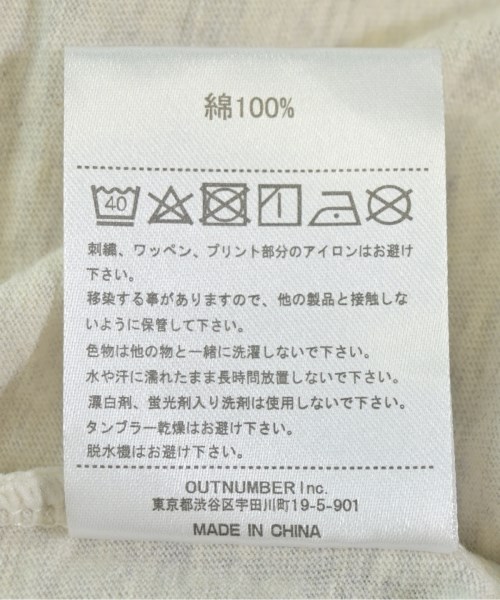 綿100%
40
刺繍、ワッペン、プリント部分のアイロンはお避け
下さい。
移染する事がありますので、他の製品と接触しな
いように保管して下さい。
色物は他の物と一緒に洗濯しないで下さい。
水や汗に濡れたまま長時間放置しないで下さい。
漂白剤、蛍光剤入り洗剤は使用しないで下さい。
タンブラー乾燥はお避け下さい。
脱水機はお避け下さい。
OUTNUMBER Inc.
東京都渋谷区宇田川町19-5-901
MADE IN CHINA